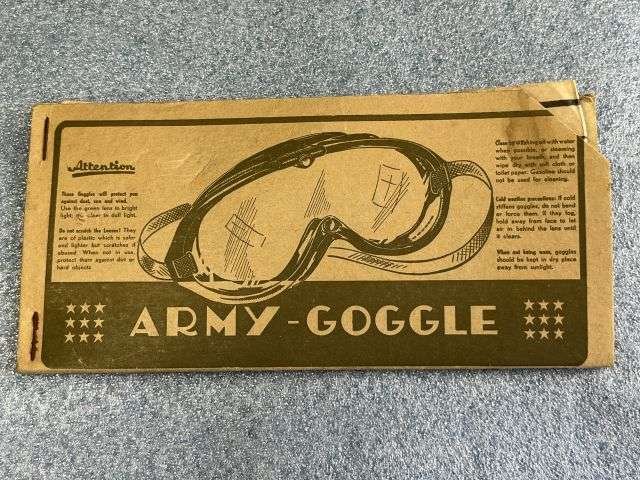 Attention
These Goggles will protect you
against dust, sun and wind.
Use the green lens in bright
light; the clear in dull light.
Do not scratch the Lenses! They
are of plastic which is safer
and lighter but scratches if
abused. When not in use,
protect them against dirt or
hard objects
Clean by with water
when possible, or steaming
with your breath, and then
wipe dry with soft cloth or
toilet paper. Gasoline should
not be used for cleaning.
Cold weather precautions: If cold
stiffens goggles, do not bend
or force them. If they fog,
hold away from face to let
air in behind the lens until
it clears.
When not being worn, goggles
should be kept in dry place
away from sunlight.
ARMY-GOGGLE